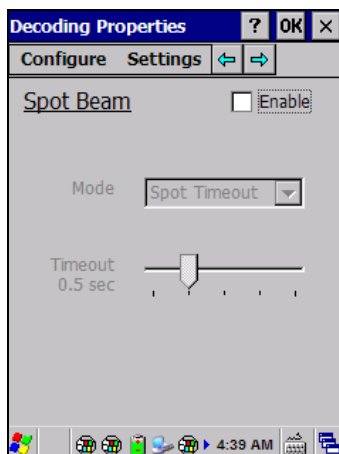 Decoding Properties ? OK ×
Configure Settings
Spot Beam Enable
Mode Spot Timeout
Timeout
0.5 sec
4:39 AM